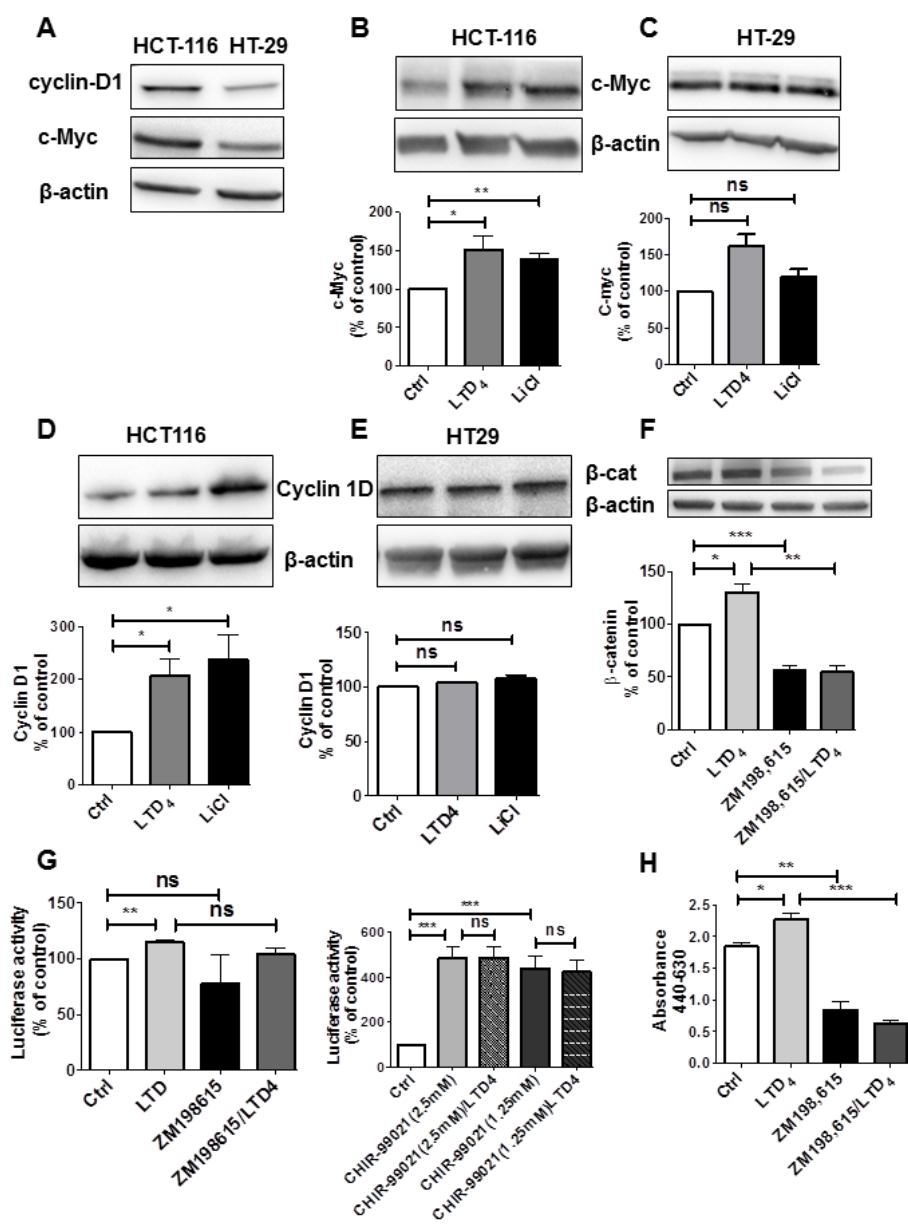 A
HCT-116 HT-29
cyclin-D1
c-Myc
β-actin
B
HCT-116
c-Myc
β-actin
** 
*
c-Myc
(% of control)
200
150
100
50
0
Ctrl
LTD4
LiCl
C
HT-29
ns
ns
C-myc
(% of control)
200
150
100
50
0
Ctrl
LTD4
LiCl
D
HCT116
Cyclin 1D
β-actin
*
*
Cyclin D1
% of control
300
200
100
0
Ctrl
LTD4
LiCl
E
HT29
ns
ns
Cyclin D1
% of control
150
100
50
0
Ctrl
LTD4
LiCl
F
β-cat
β-actin
***
* **
β-catenin
% of control
150
100
50
0
Ctrl
LTD4
ZM198,615
ZM198,615/LTD4
G
ns
** ns
Luciferase activity
(% of control)
150
100
50
0
Ctrl
LTD
ZM198615
ZM198615/LTD4
***
*** ns ns
Luciferase activity
(% of control)
600
400
200
0
Ctrl
CHIR-99021(2,5mM)
CHIR-99021(2,5mM)/LTD4
CHIR-99021(1.25mM)
CHIR-99021(1.25mM)LTD4
H
**
* ***
Absorbance
440-630
2.5
2.0
1.5
1.0
0.5
0.0
Ctrl
LTD4
ZM198,615
ZM198,615/LTD4